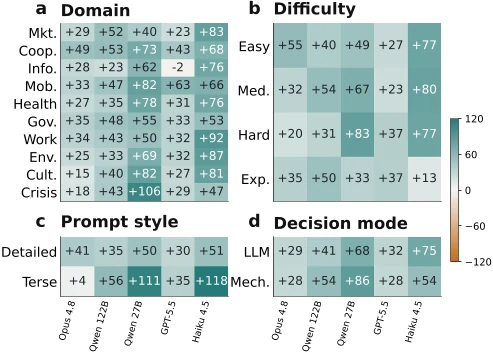 a Domain
Mkt. +29 +52 +40 +23 +83
Coop. +49 +53 +73 +43 +68
Info. +28 +23 +62 -2 +76
Mob. +33 +47 +82 +63 +66
Health +27 +35 +78 +31 +76
Gov. +35 +48 +55 +33 +53
Work +34 +43 +50 +32 +92
Env. +25 +33 +69 +32 +87
Cult. +15 +40 +82 +27 +81
Crisis +18 +43 +106 +29 +47
b Difficulty
Easy +55 +40 +49 +27 +77
Med. +32 +54 +67 +23 +80
Hard +20 +31 +83 +37 +77
Exp. +35 +50 +33 +37 +13
120
60
0
−60
−120
c Prompt style
Detailed +41 +35 +50 +30 +51
Terse +4 +56 +111 +35 +118
Opus 4.8
Qwen 122B
Qwen 27B
GPT-5.5
Haiku 4.5
d Decision mode
LLM +29 +41 +68 +32 +75
Mech. +28 +54 +86 +28 +54
Opus 4.8
Qwen 122B
Qwen 27B
GPT-5.5
Haiku 4.5